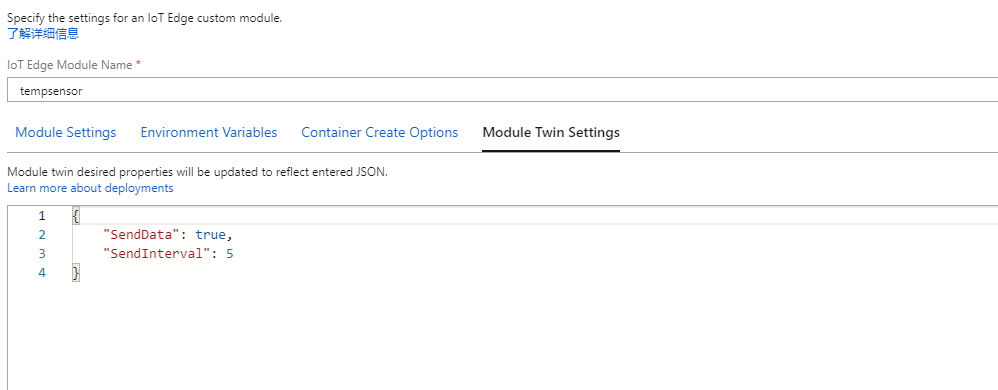 Specify the settings for an IoT Edge custom module.
了解详细信息
IoT Edge Module Name *
tempsensor
Module Settings Environment Variables Container Create Options Module Twin Settings
Module twin desired properties will be updated to reflect entered JSON.
Learn more about deployments
1 {
2 "SendData": true,
3 "SendInterval": 5
4 }